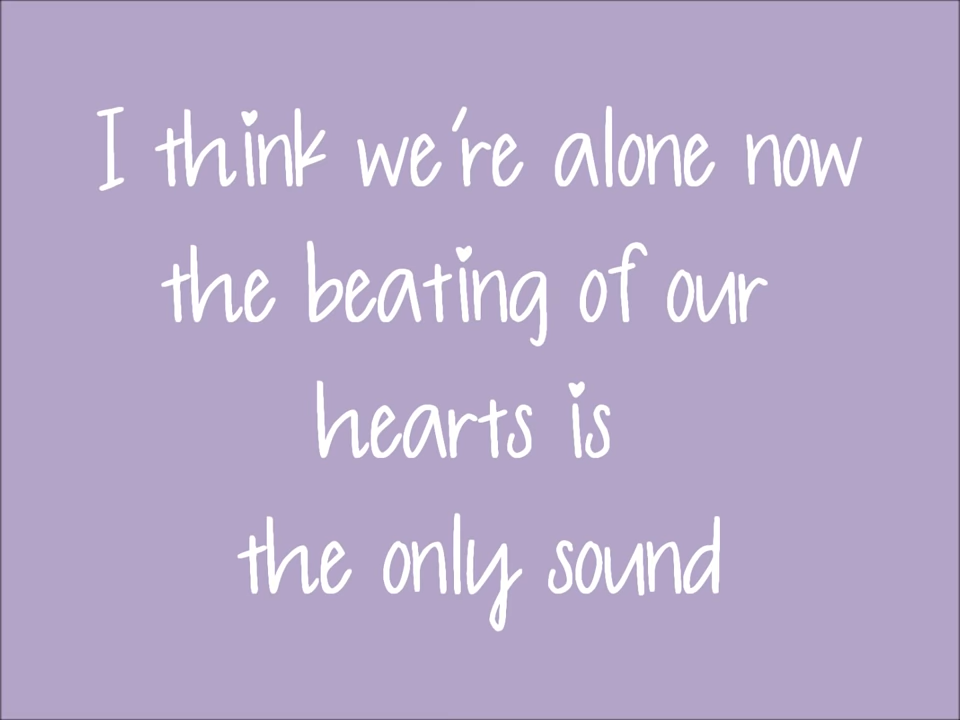 I think we're alone now
the beating of our
hearts is
the only sound